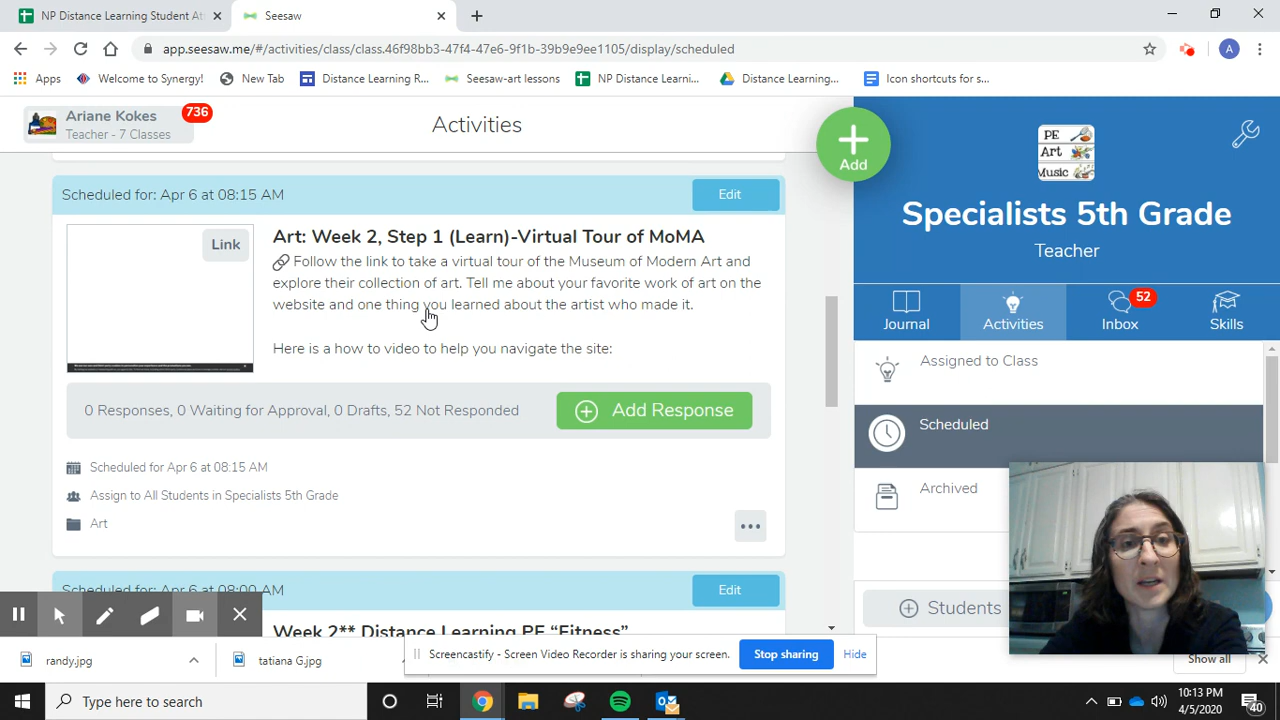 NP Distance Learning Student At
Seesaw
app.seesaw.me/#/activities/class/class.46f98bb3-47f4-47e6-9f1b-39b9e9ee1105/display/scheduled
A
Apps
Welcome to Synergy!
New Tab
Distance Learning R...
Seesaw-art lessons
NP Distance Learni...
Distance Learning...
Icon shortcuts for s...
Ariane Kokes
Teacher - 7 Classes
736
Activities
Add
PE
Art
Music
Specialists 5th Grade
Teacher
Journal
Activities
Inbox
52
Skills
Assigned to Class
Scheduled
Archived
Students
Scheduled for: Apr 6 at 08:15 AM
Edit
Link
Art: Week 2, Step 1 (Learn)-Virtual Tour of MoMA
Follow the link to take a virtual tour of the Museum of Modern Art and
explore their collection of art. Tell me about your favorite work of art on the
website and one thing you learned about the artist who made it.
Here is a how to video to help you navigate the site:
0 Responses, 0 Waiting for Approval, 0 Drafts, 52 Not Responded
Add Response
Scheduled for Apr 6 at 08:15 AM
Assign to All Students in Specialists 5th Grade
Art
Scheduled for: Apr 6 at 08:00 AM
Edit
Week 2** Distance Learning PE "Fitness"
Screencastify - Screen Video Recorder is sharing your screen.
Stop sharing
Hide
randy.jpg
tatiana G.jpg
Show all
Type here to search
10:13 PM
4/5/2020
40